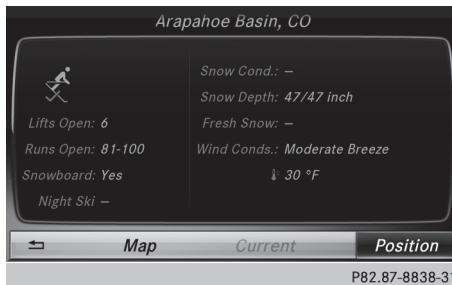 Arapahoe Basin, CO
Lifts Open: 6
Runs Open: 81-100
Snowboard: Yes
Night Ski –
Snow Cond.: –
Snow Depth: 47/47 inch
Fresh Snow: –
Wind Conds.: Moderate Breeze
30 °F
Map Current Position
P82.87-8838-31